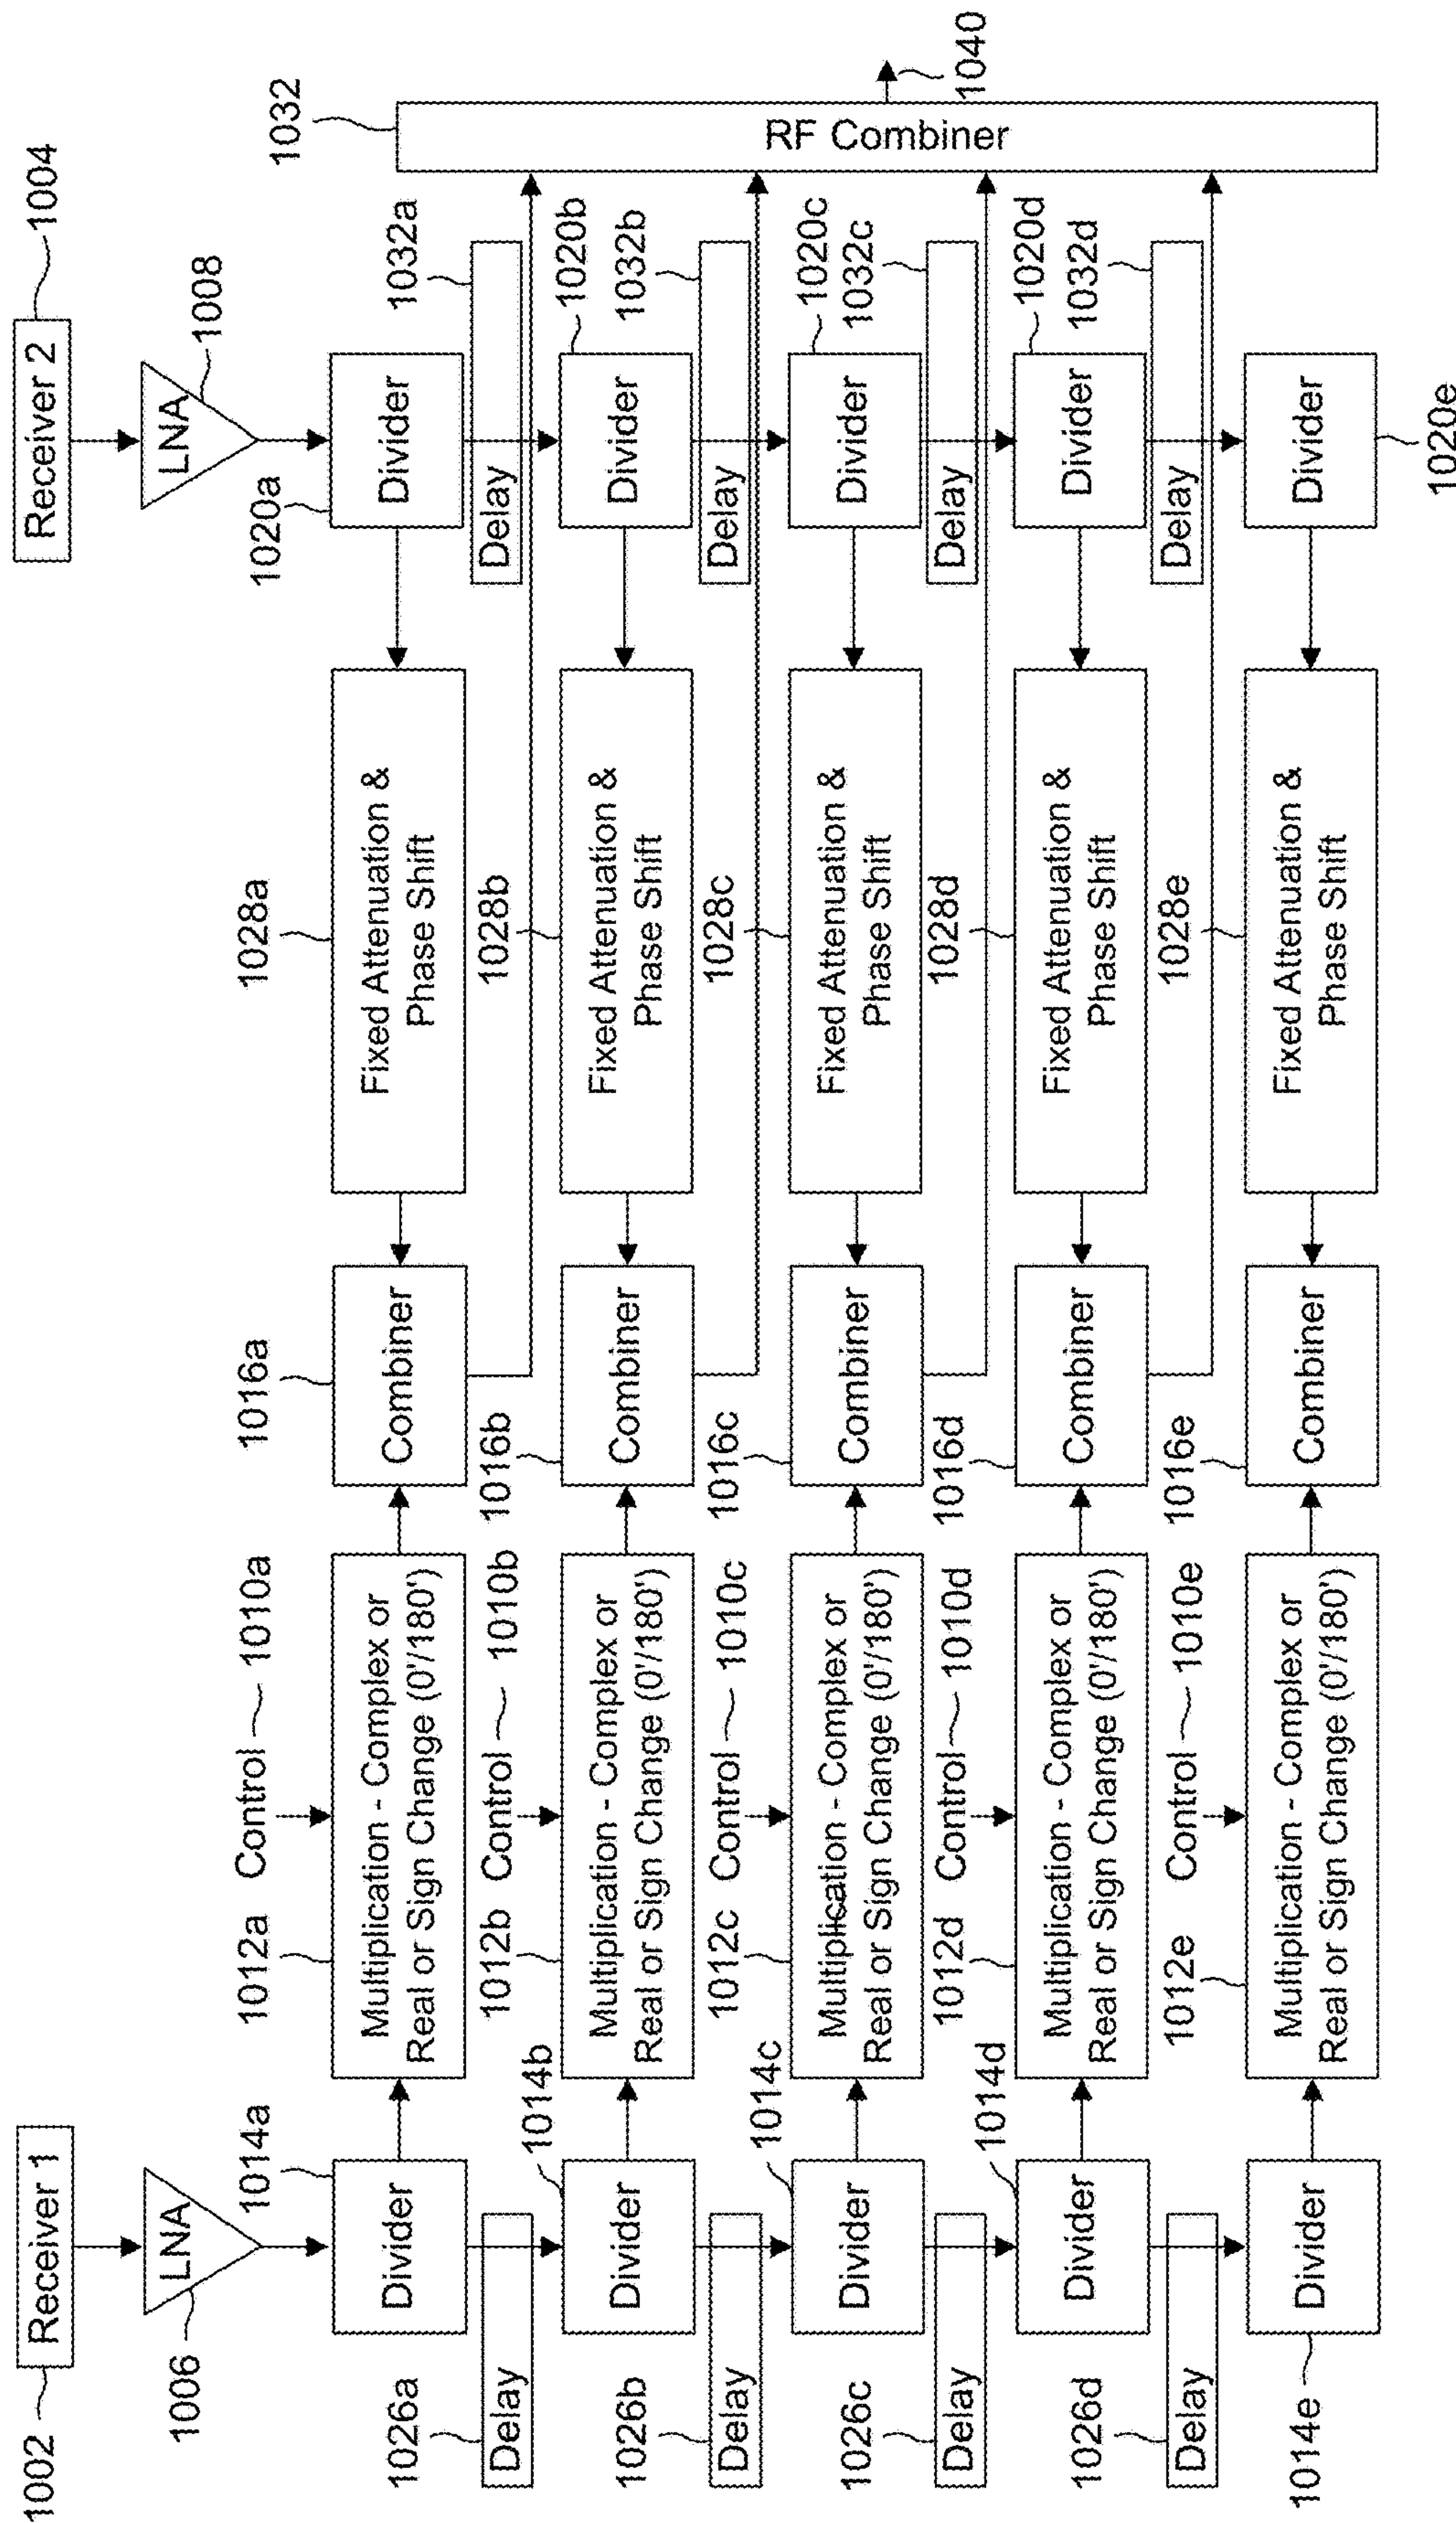 1002
Receiver 1
Receiver 2
1004
1006
LNA
LNA
1008
1014a
1012a
Control
1010a
1016a
1028a
1020a
1032
Divider
Multiplication - Complex or
Real or Sign Change (0'/180')
Combiner
Fixed Attenuation &
Phase Shift
Divider
RF Combiner
1040
1026a
Delay
1014b
1012b
Control
1010b
1016b
1028b
Delay
1032a
1020b
Divider
Multiplication - Complex or
Real or Sign Change (0'/180')
Combiner
Fixed Attenuation &
Phase Shift
Divider
1026b
Delay
1014c
1012c
Control
1010c
1016c
1028c
Delay
1032b
1020c
Divider
Multiplication - Complex or
Real or Sign Change (0'/180')
Combiner
Fixed Attenuation &
Phase Shift
Divider
1026c
Delay
1014d
1012d
Control
1010d
1016d
1028d
Delay
1032c
1020d
Divider
Multiplication - Complex or
Real or Sign Change (0'/180')
Combiner
Fixed Attenuation &
Phase Shift
Divider
1026d
Delay
1012e
Control
1010e
1016e
1028e
Delay
1032d
1014e
Divider
Multiplication - Complex or
Real or Sign Change (0'/180')
Combiner
Fixed Attenuation &
Phase Shift
Divider
1020e